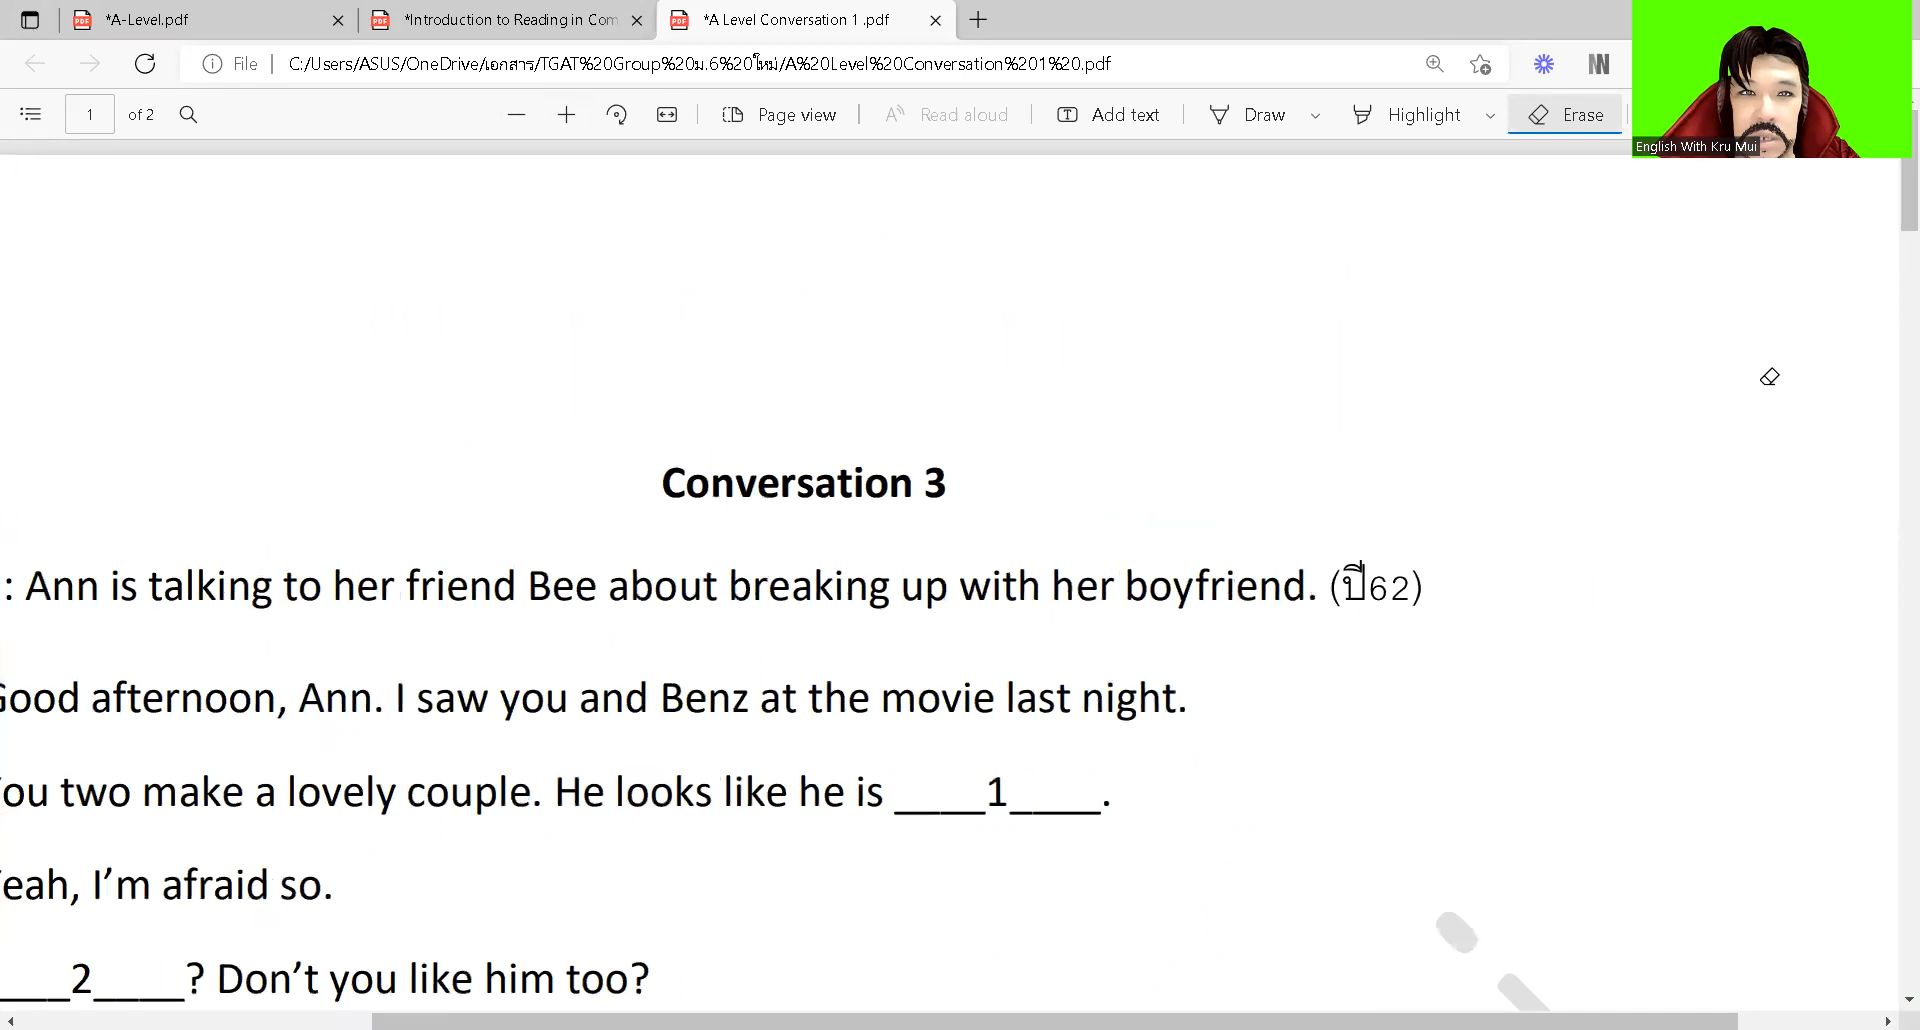 *A-Level.pdf
*Introduction to Reading in Com
*A Level Conversation 1 .pdf
File
C:/Users/ASUS/OneDrive/เอกสาร/TGAT%20Group%20ม.6%20ใหม่/A%20Level%20Conversation%201%20.pdf
1 of 2
Page view
Read aloud
Add text
Draw
Highlight
Erase
English With Kru Mui
Conversation 3
: Ann is talking to her friend Bee about breaking up with her boyfriend. (ปี62)
Good afternoon, Ann. I saw you and Benz at the movie last night.
You two make a lovely couple. He looks like he is ____1____.
Yeah, I’m afraid so.
____2____? Don’t you like him too?